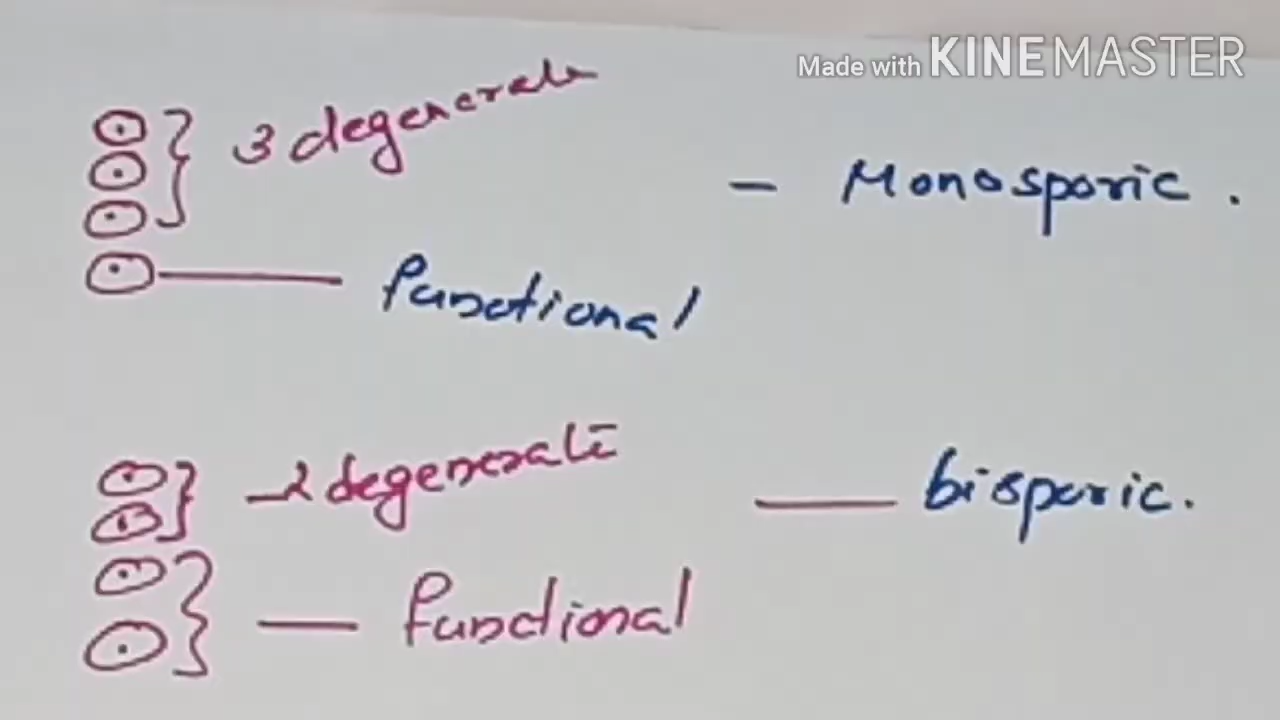 Made with KINEMASTER
3 degenerate
- Monosporic.
functional
- 2 degenerate
bisporic.
functional